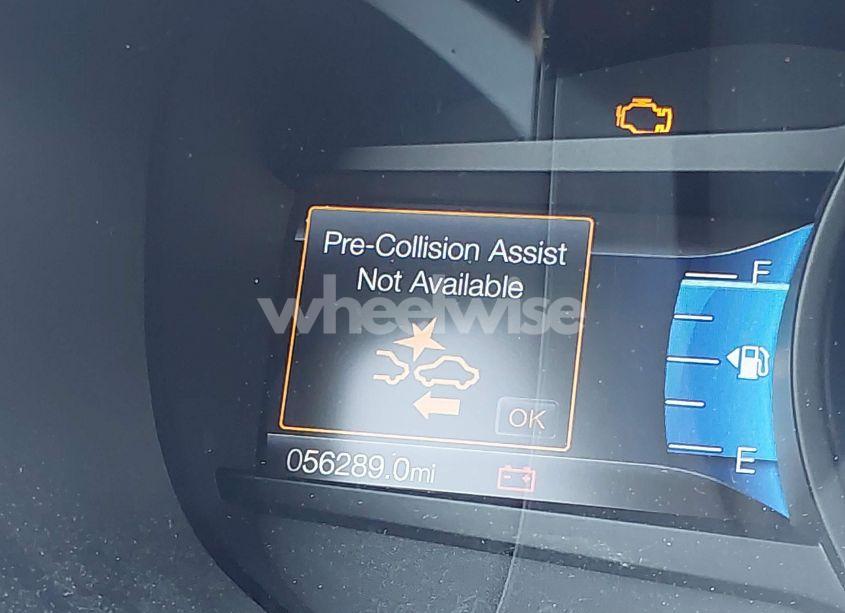 Pre-Collision Assist
Not Available
wheelwise
OK
056289.0mi
F
E